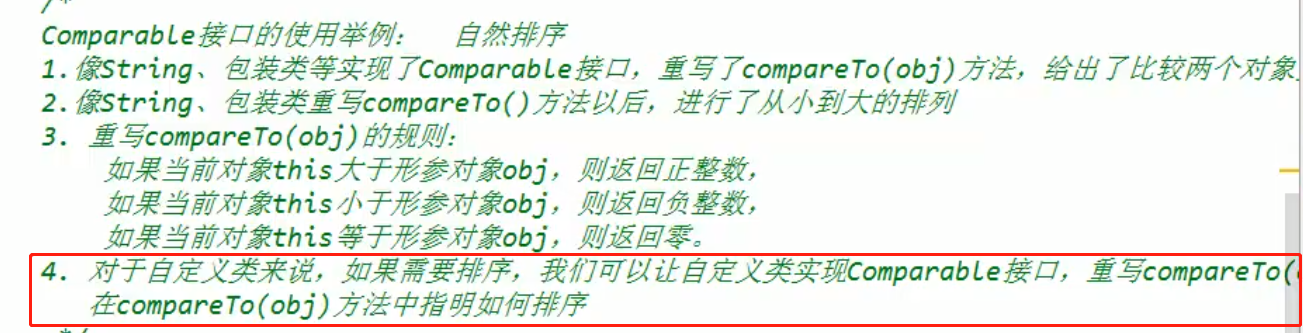 /*
Comparable接口的使用举例:  自然排序
1.像String、包装类等实现了Comparable接口,重写了compareTo(obj)方法,给出了比较两个对象
2.像String、包装类重写compareTo()方法以后,进行了从小到大的排列
3. 重写compareTo(obj)的规则:
如果当前对象this大于形参对象obj,则返回正整数,
如果当前对象this小于形参对象obj,则返回负整数,
如果当前对象this等于形参对象obj,则返回零。
4. 对于自定义类来说,如果需要排序,我们可以让自定义类实现Comparable接口,重写compareTo(
在compareTo(obj)方法中指明如何排序
*/